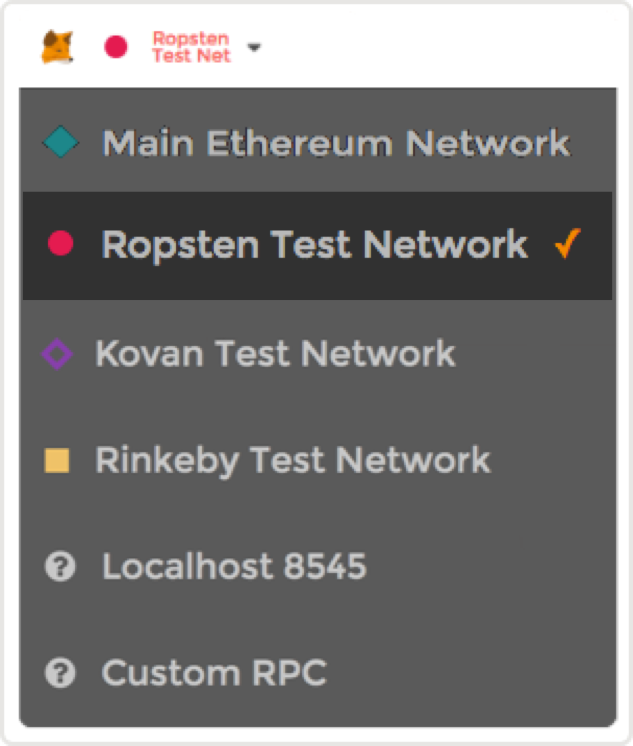 Ropsten
Test Net
Main Ethereum Network
Ropsten Test Network
Kovan Test Network
Rinkeby Test Network
Localhost 8545
Custom RPC